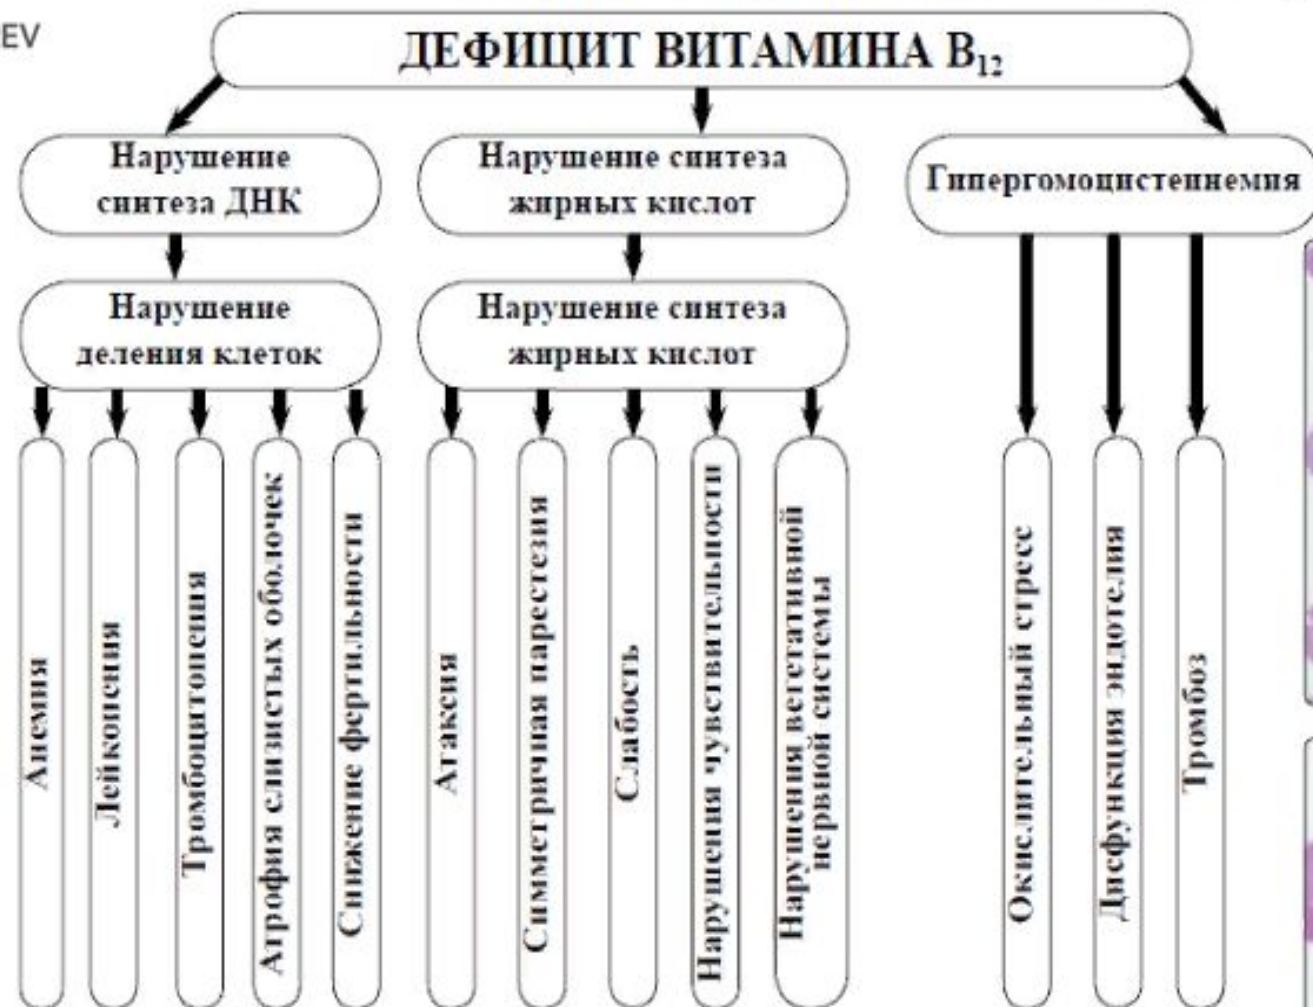 EV
ДЕФИЦИТ ВИТАМИНА В₁₂
Нарушение
синтеза ДНК
Нарушение синтеза
жирных кислот
Гипергомоцистеинемия
Нарушение
деления клеток
Нарушение синтеза
жирных кислот
Анемия
Лейкопения
Тромбоцитопения
Атрофия слизистых оболочек
Снижение фертильности
Атаксия
Симметричная парестезия
Слабость
Нарушения чувствительности
Нарушения вегетативной
нервной системы
Окислительный стресс
Дисфункция эндотелия
Тромбоз